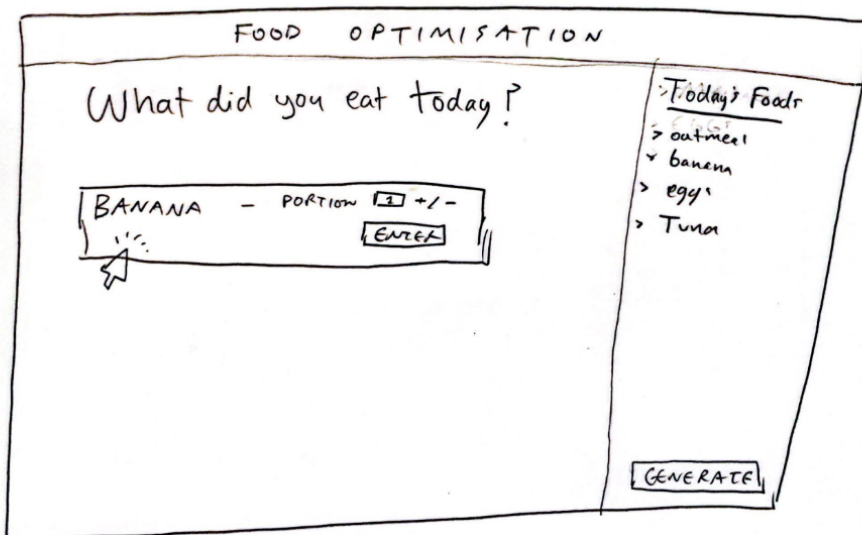 FOOD OPTIMISATION
What did you eat today?
BANANA - PORTION 1 +/-
ENTER
Today's Foods
> oatmeal
> banana
> eggs
> Tuna
GENERATE